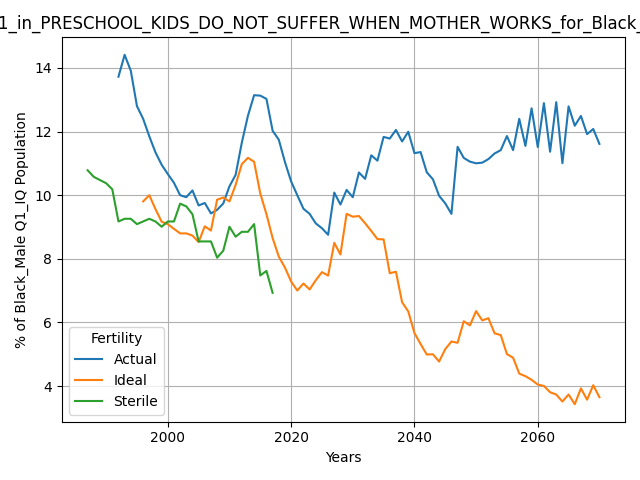 1_in_PRESCHOOL_KIDS_DO_NOT_SUFFER_WHEN_MOTHER_WORKS_for_Black_
% of Black_Male Q1_IQ Population
14
12
10
8
6
4
Fertility
Actual
Ideal
Sterile
2000 2020 2040 2060
Years